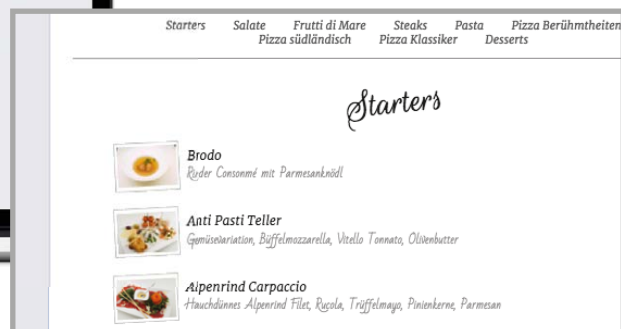 Starters Salate Frutti di Mare Steaks Pasta Pizza Berühmtheiten
Pizza südländisch Pizza Klassiker Desserts
Starters
Brodo
Rinder Consonmé mit Parmesanknödl
Anti Pasti Teller
Gemüsevariation, Büffelmozzarella, Vitello Tonnato, Olivenbutter
Alpenrind Carpaccio
Hauchdünnes Alpenrind Filet, Rucola, Trüffelmayo, Pinienkerne, Parmesan